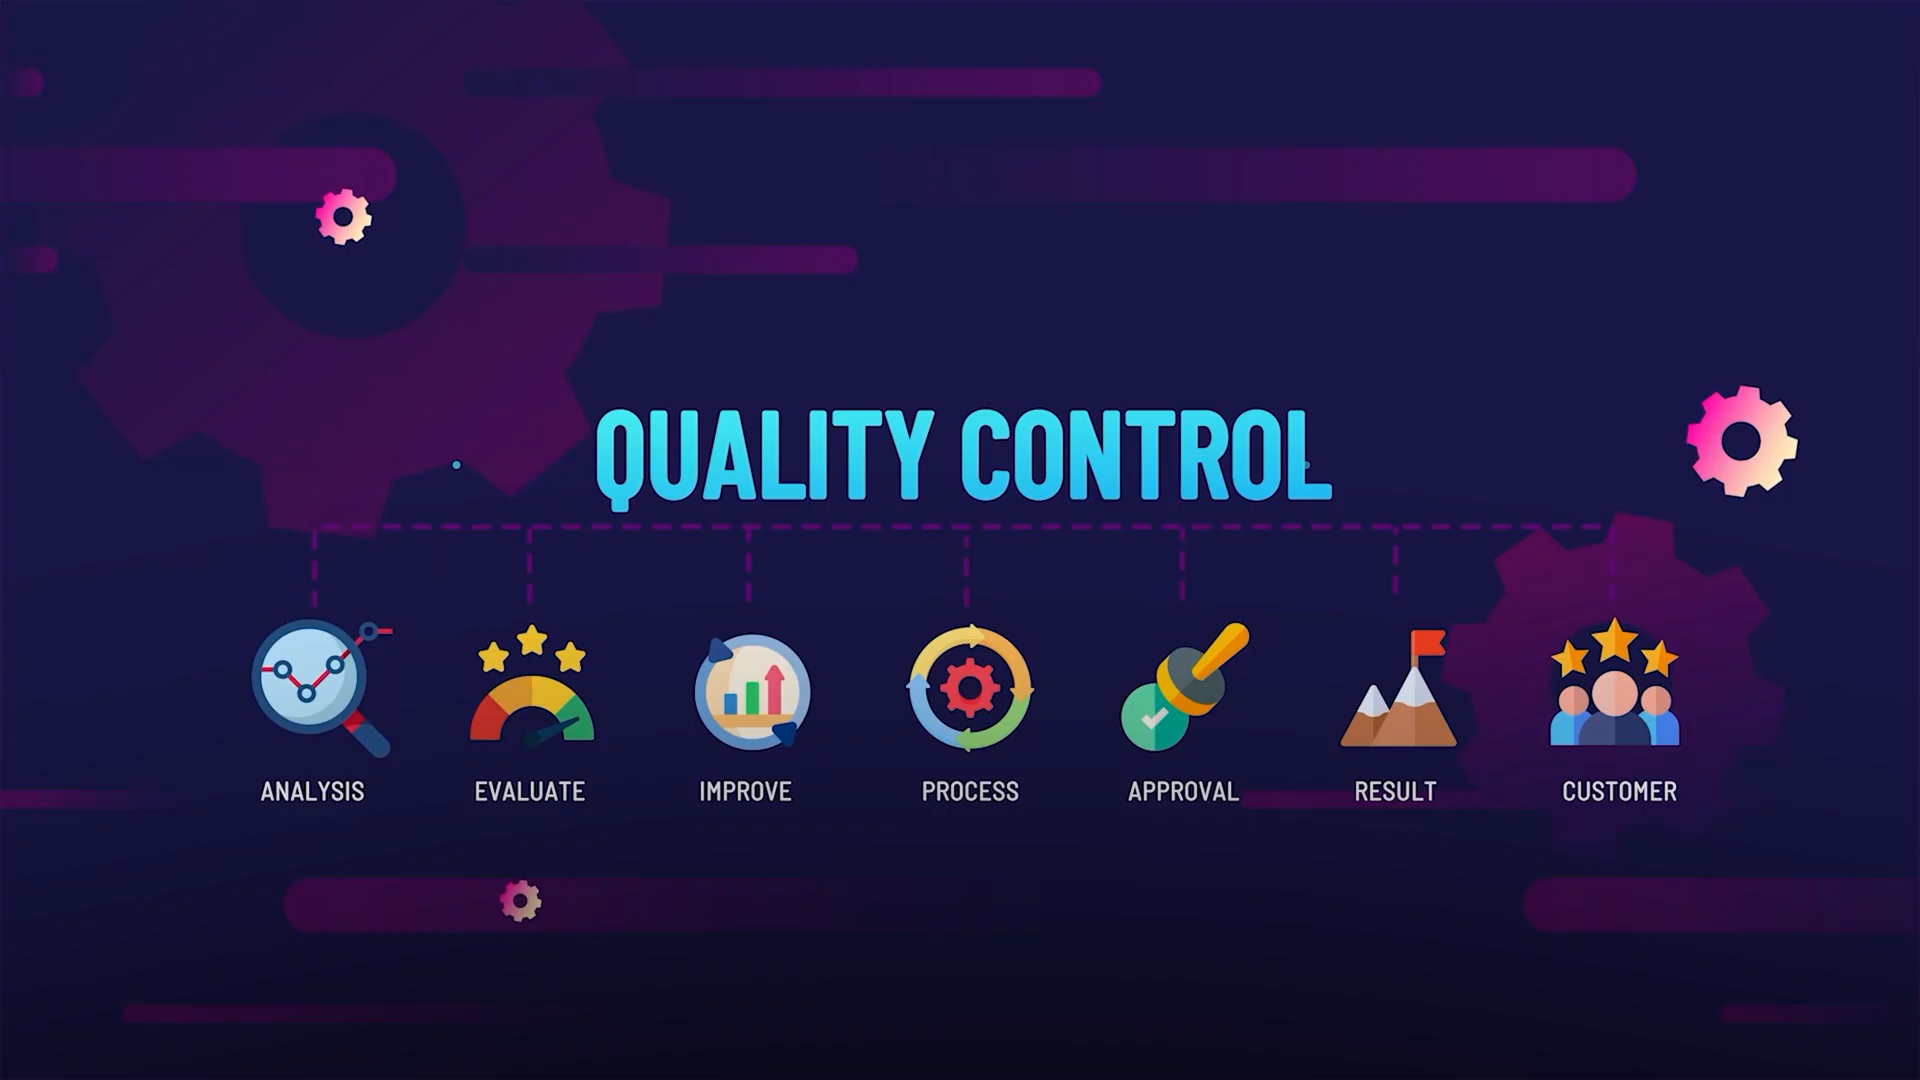 QUALITY CONTROL
ANALYSIS
EVALUATE
IMPROVE
PROCESS
APPROVAL
RESULT
CUSTOMER